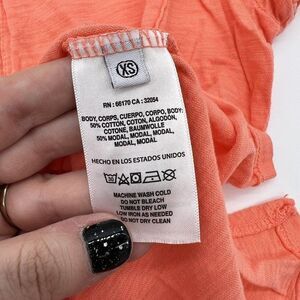 XS
RN : 66170 CA : 32054
BODY, CORPS, CUERPO, CORPO, BODY:
50% COTTON, COTON, ALGODÓN,
COTONE, BAUMWOLLE
50% MODAL, MODAL, MODAL,
MODAL, MODAL
HECHO EN LOS ESTADOS UNIDOS
MACHINE WASH COLD
DO NOT BLEACH
TUMBLE DRY LOW
LOW IRON AS NEEDED
DO NOT DRY CLEAN